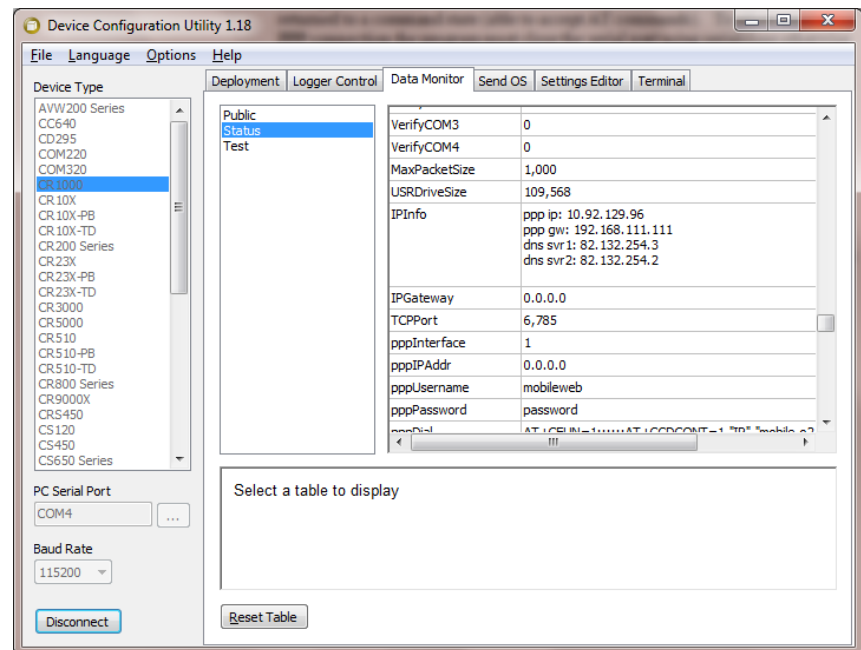 Device Configuration Utility 1.18
File Language Options Help
Device Type
AVW200 Series
CC640
CD295
COM220
COM320
CR1000
CR10X
CR10X-PB
CR10X-TD
CR200 Series
CR23X
CR23X-PB
CR23X-TD
CR3000
CR5000
CR510
CR510-PB
CR510-TD
CR800 Series
CR9000X
CRS450
CS120
CS450
CS650 Series
PC Serial Port
COM4
...
Baud Rate
115200
Disconnect
Deployment Logger Control Data Monitor Send OS Settings Editor Terminal
Public
Status
Test
VerifyCOM3 0
VerifyCOM4 0
MaxPacketSize 1,000
USRDriveSize 109,568
IPInfo ppp ip: 10.92.129.96
ppp gw: 192.168.111.111
dns svr1: 82.132.254.3
dns svr2: 82.132.254.2
IPGateway 0.0.0.0
TCPPort 6,785
pppInterface 1
pppIPAddr 0.0.0.0
pppUsername mobileweb
pppPassword password
Select a table to display
Reset Table